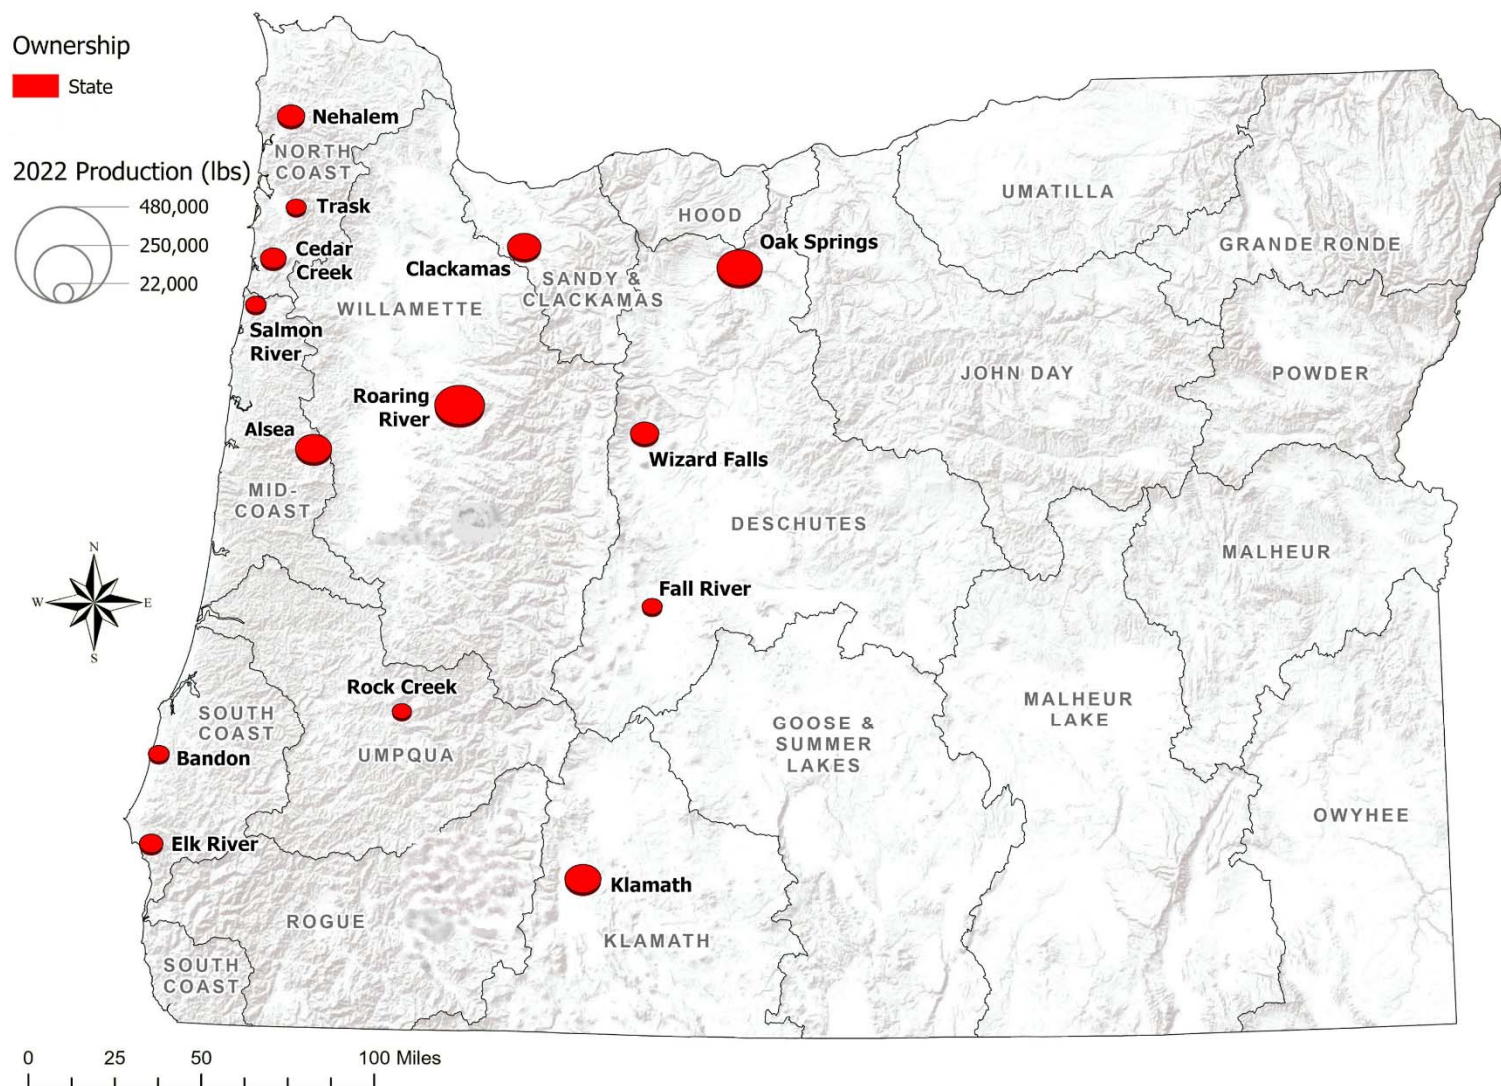 Ownership
State
2022 Production (lbs)
480,000
250,000
22,000
Nehalem
NORTH
COAST
Trask
Cedar
Creek
Salmon
River
WILLAMETTE
Clackamas
SANDY &
CLACKAMAS
HOOD
Oak Springs
UMATILLA
GRANDE RONDE
JOHN DAY
POWDER
Roaring
River
Alsea
MID-
COAST
Wizard Falls
DESCHUTES
MALHEUR
Fall River
N
W
E
S
Rock Creek
UMPQUA
SOUTH
COAST
Bandon
Elk River
GOOSE &
SUMMER
LAKES
MALHEUR
LAKE
OWYHEE
Klamath
KLAMATH
ROGUE
SOUTH
COAST
0 25 50 100 Miles